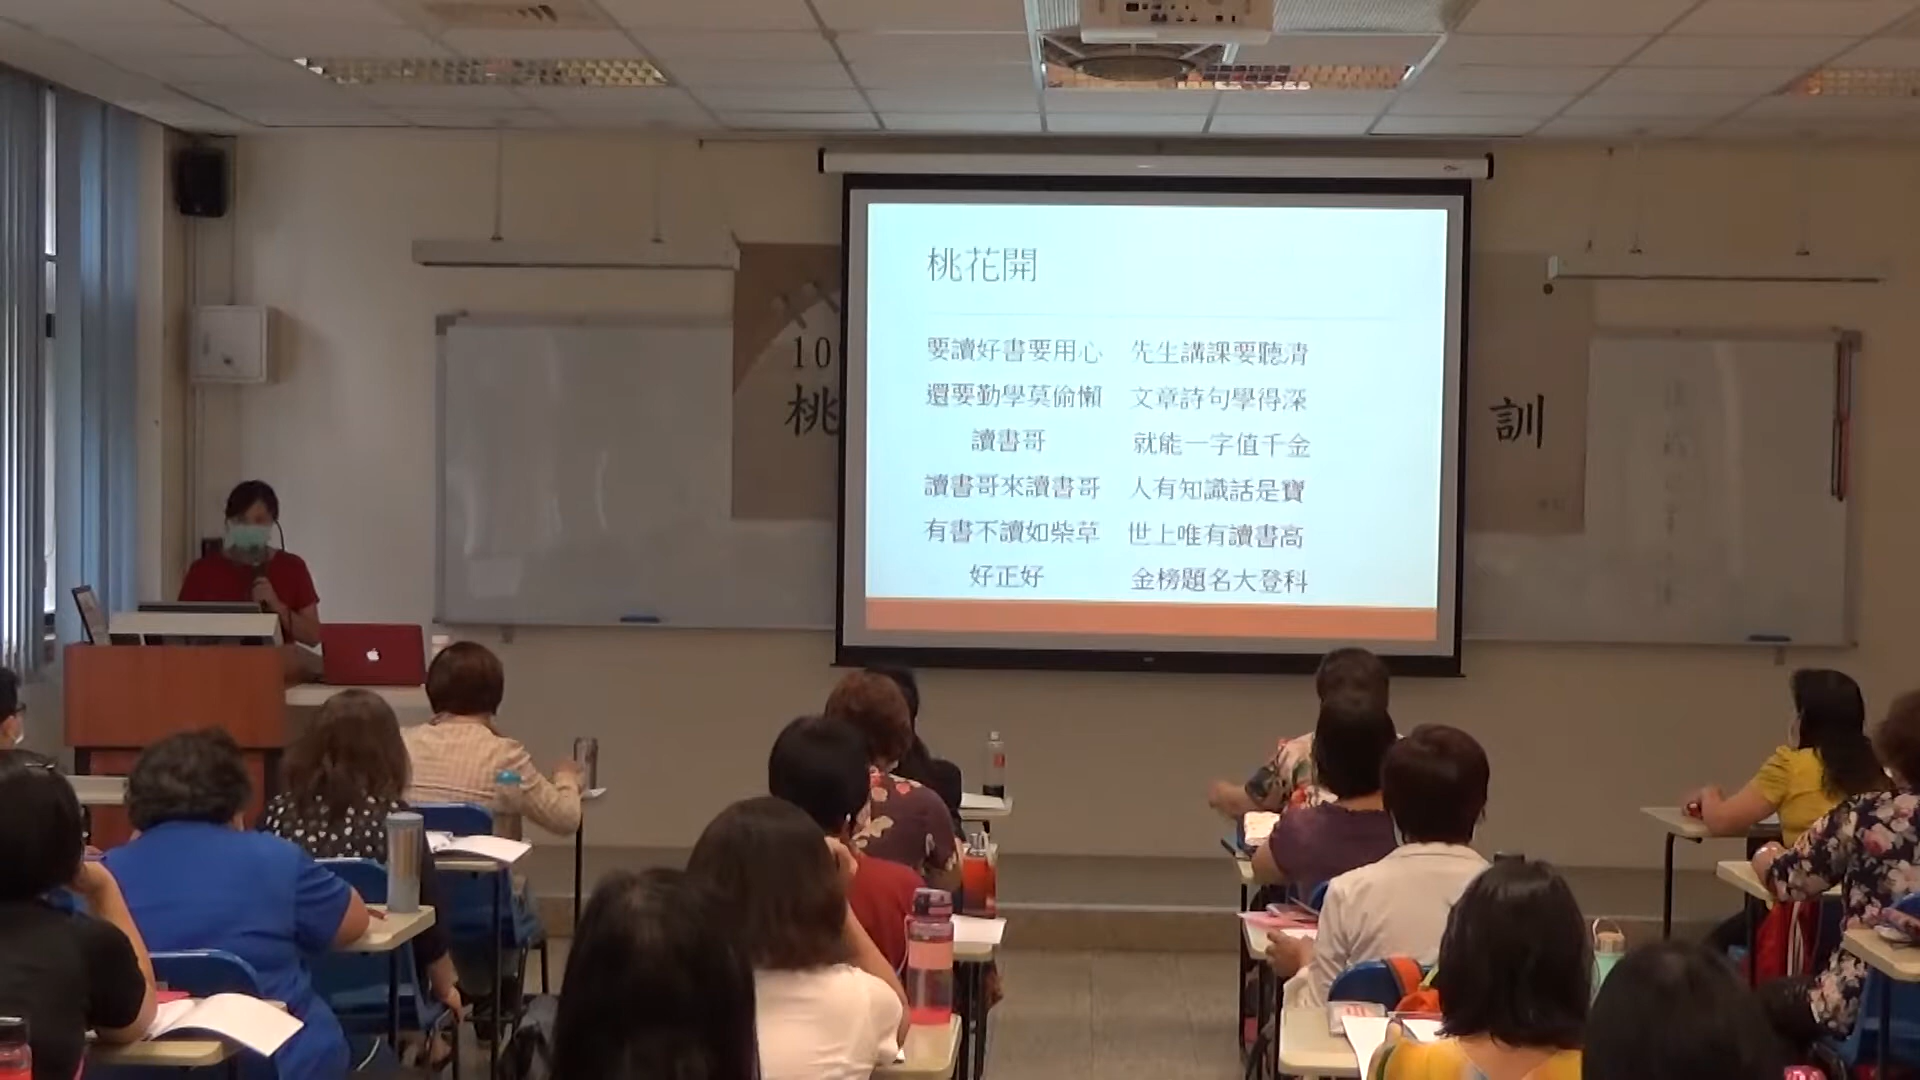 桃花開
要讀好書要用心 先生講課要聽清
還要勤學莫偷懶 文章詩句學得深
讀書哥 就能一字值千金
讀書哥來讀書哥 人有知識話是寶
有書不讀如柴草 世上唯有讀書高
好正好 金榜題名大登科
10
桃
訓